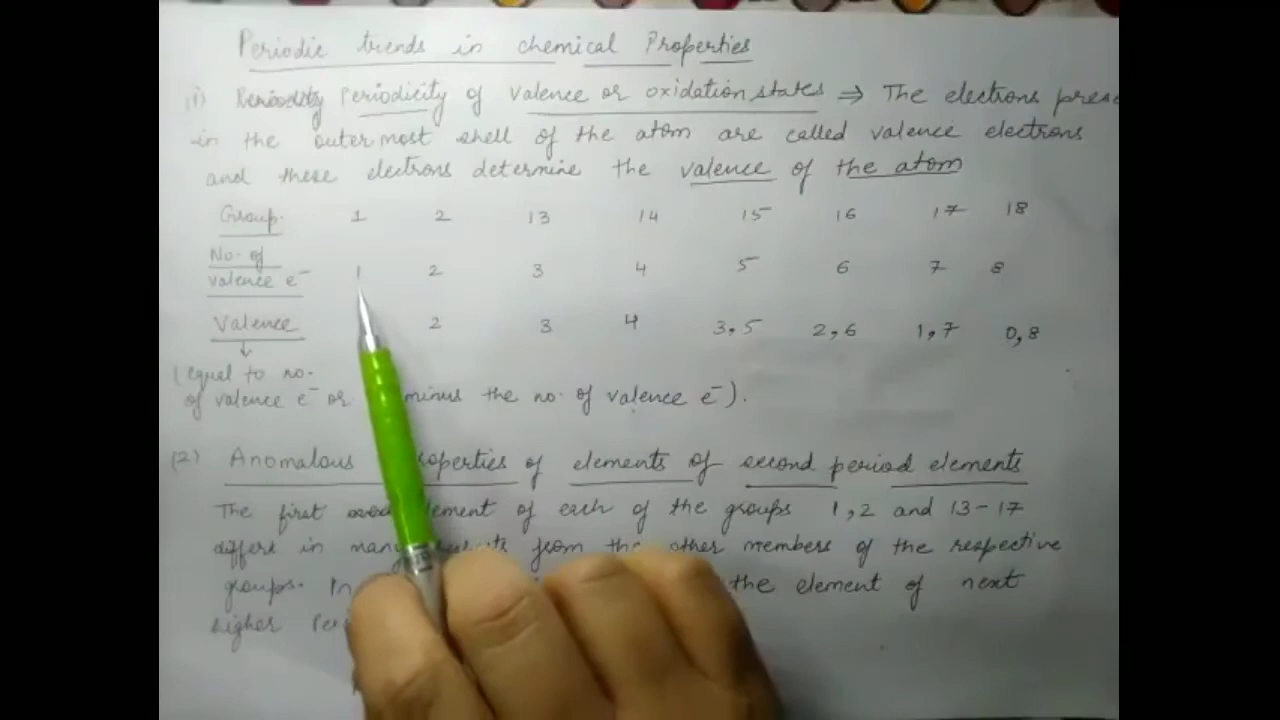 Periodic trends in chemical Properties
(1) Periodicity of valence or oxidation states ⇒ The electrons
in the outermost shell of the atom are called valence electrons
and these electrons determine the valence of the atom
Group. 1 2 13 14 15 16 17 18
No. of
valence e⁻ 1 2 3 4 5 6 7 8
Valence 2 3 4 3,5 2,6 1,7 0,8
↓
(equal to no.
of valence e⁻ or minus the no. of valence e⁻).
(2) Anomalous of elements of second period elements
The first of each of the groups 1,2 and 13-17
differs in many from the other members of the respective
groups. the element of next
higher